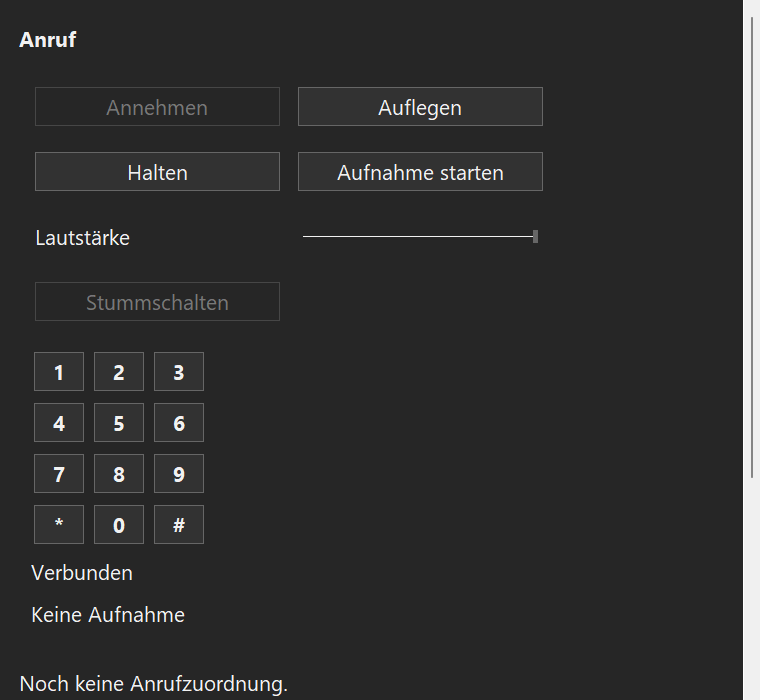 Anruf
Annehmen Auflegen
Halten Aufnahme starten
Lautstärke
Stummschalten
1 2 3
4 5 6
7 8 9
* 0 #
Verbunden
Keine Aufnahme
Noch keine Anrufzuordnung.